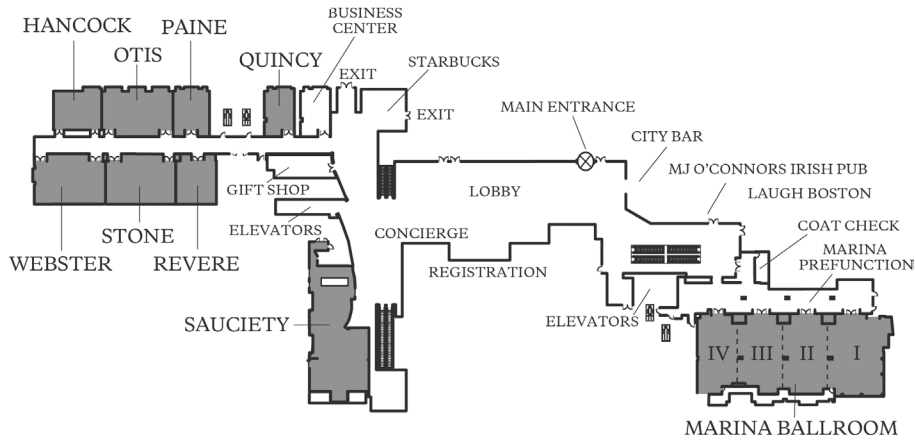 HANCOCK
OTIS
PAINE
QUINCY
BUSINESS
CENTER
EXIT
STARBUCKS
EXIT
MAIN ENTRANCE
CITY BAR
MJ O'CONNORS IRISH PUB
LAUGH BOSTON
COAT CHECK
MARINA
PREFUNCTION
GIFT SHOP
LOBBY
ELEVATORS
CONCIERGE
REGISTRATION
WEBSTER
STONE
REVERE
SAUCIETY
ELEVATORS
IV III II I
MARINA BALLROOM